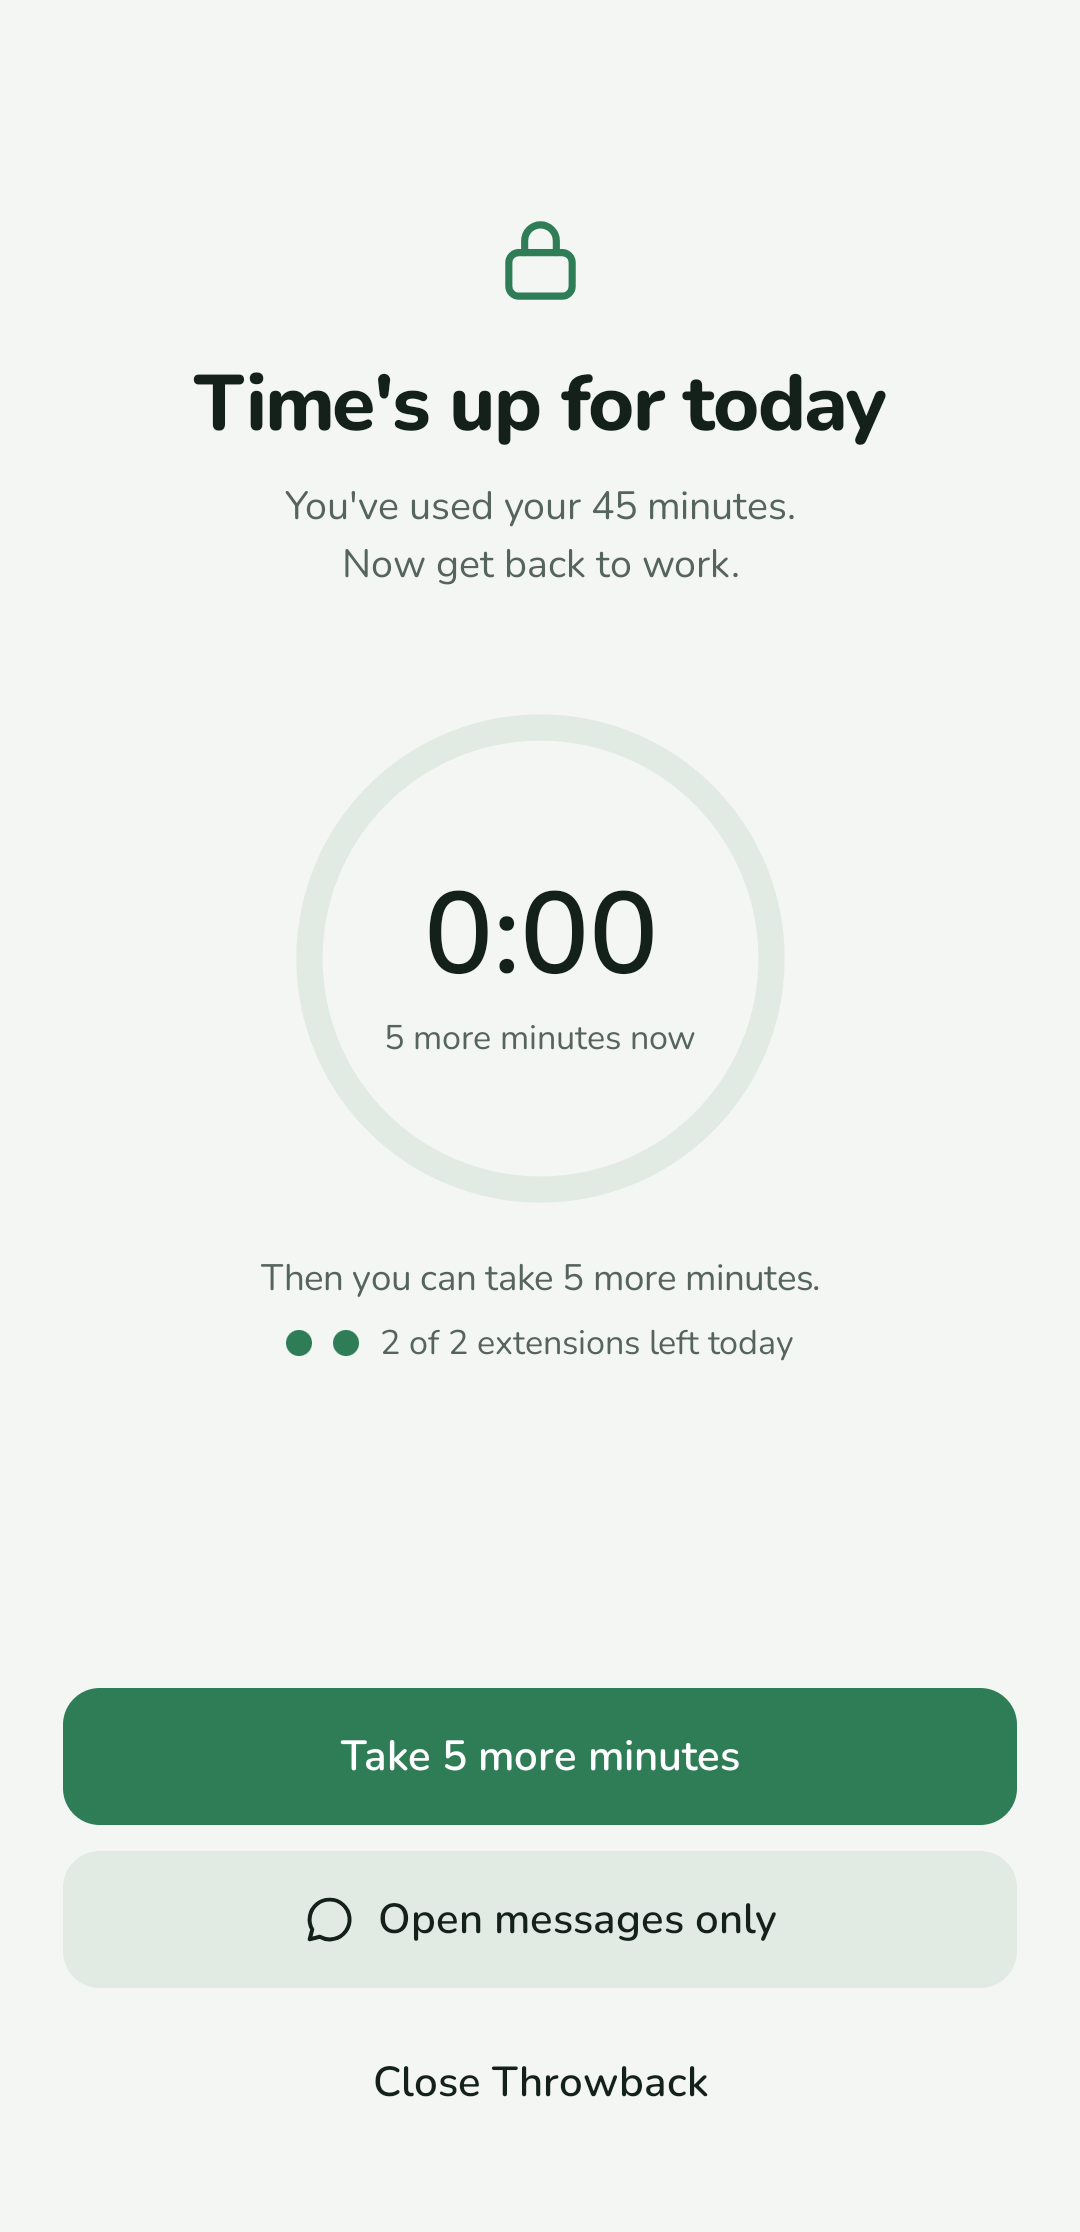 Time's up for today
You've used your 45 minutes.
Now get back to work.
0:00
5 more minutes now
Then you can take 5 more minutes.
2 of 2 extensions left today
Take 5 more minutes
Open messages only
Close Throwback